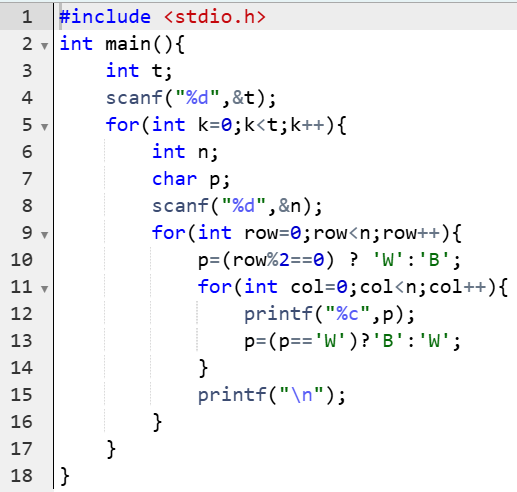 1 #include <stdio.h>
2 int main(){
3     int t;
4     scanf("%d",&t);
5     for(int k=0;k<t;k++){
6         int n;
7         char p;
8         scanf("%d",&n);
9         for(int row=0;row<n;row++){
10             p=(row%2==0) ? 'W':'B';
11             for(int col=0;col<n;col++){
12                 printf("%c",p);
13                 p=(p=='W')?'B':'W';
14             }
15             printf("\n");
16         }
17     }
18 }